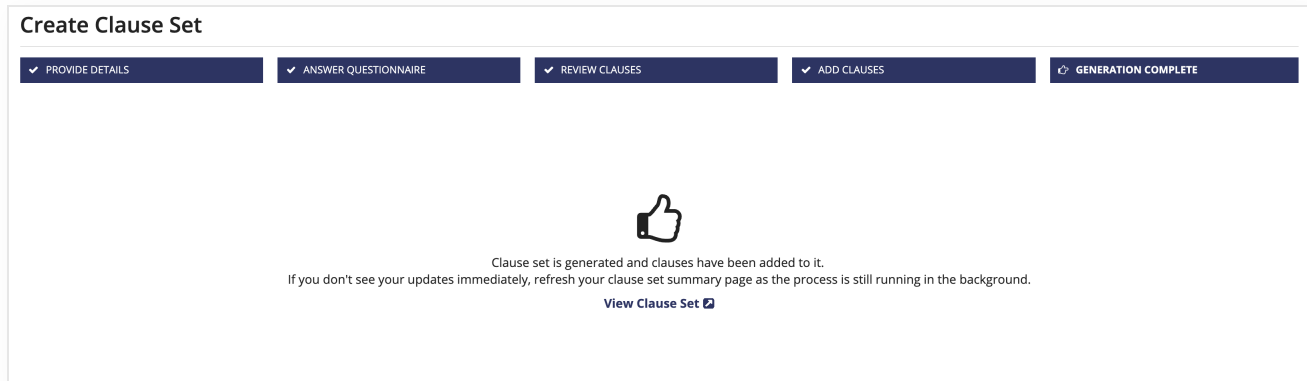 Create Clause Set
PROVIDE DETAILS
ANSWER QUESTIONNAIRE
REVIEW CLAUSES
ADD CLAUSES
GENERATION COMPLETE
Clause set is generated and clauses have been added to it.
If you don't see your updates immediately, refresh your clause set summary page as the process is still running in the background.
View Clause Set